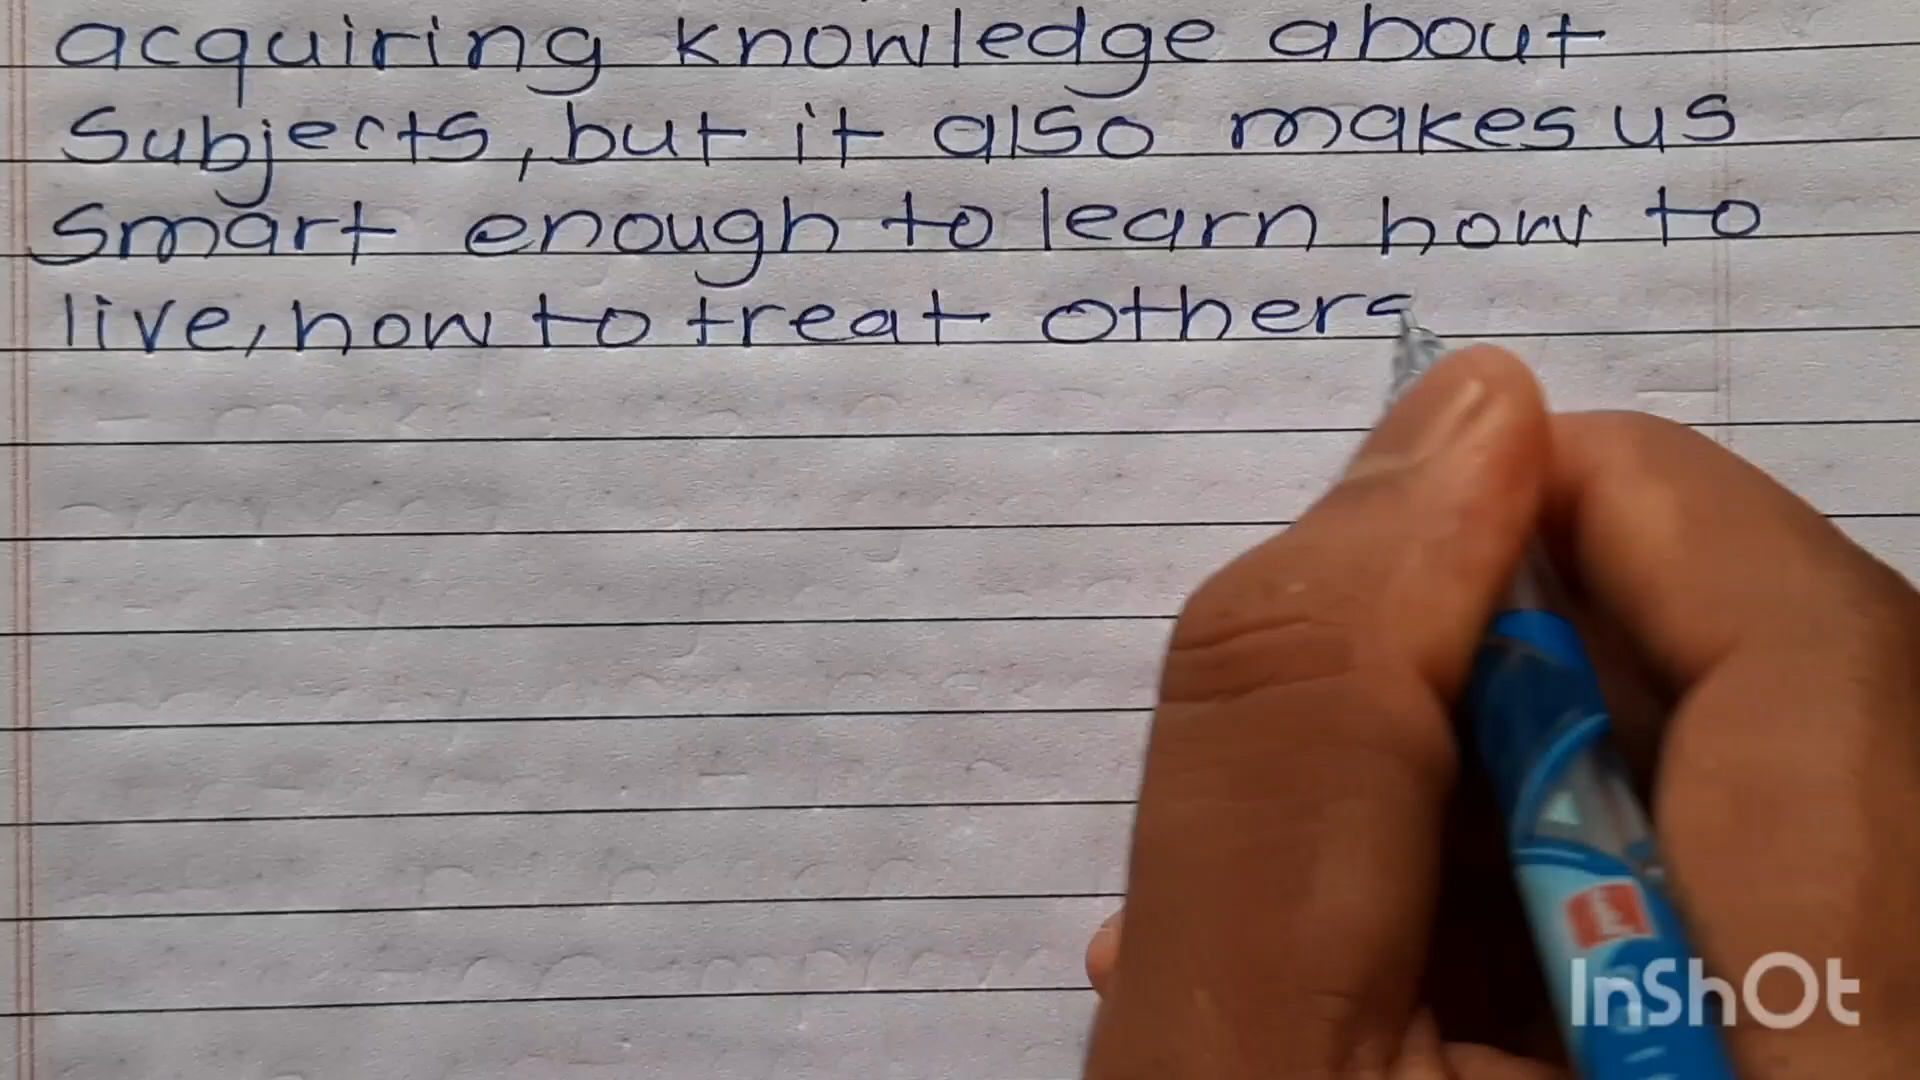 acquiring knowledge about
Subjects, but it also makes us
Smart enough to learn how to
live, how to treat others
InShOt